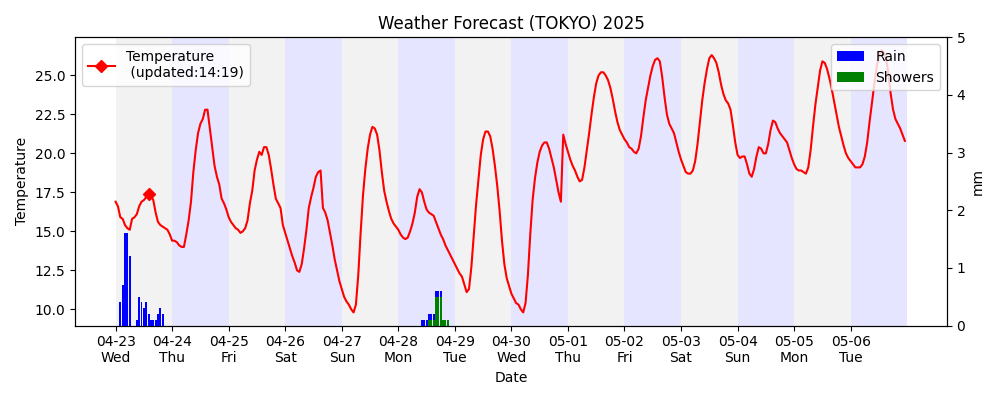 Weather Forecast (TOKYO) 2025
Temperature
(updated:14:19)
Rain
Showers
Temperature
25.0
22.5
20.0
17.5
15.0
12.5
10.0
5
4
3
2
1
0
mm
04-23 04-24 04-25 04-26 04-27 04-28 04-29 04-30 05-01 05-02 05-03 05-04 05-05 05-06
Wed Thu Fri Sat Sun Mon Tue Wed Thu Fri Sat Sun Mon Tue
Date